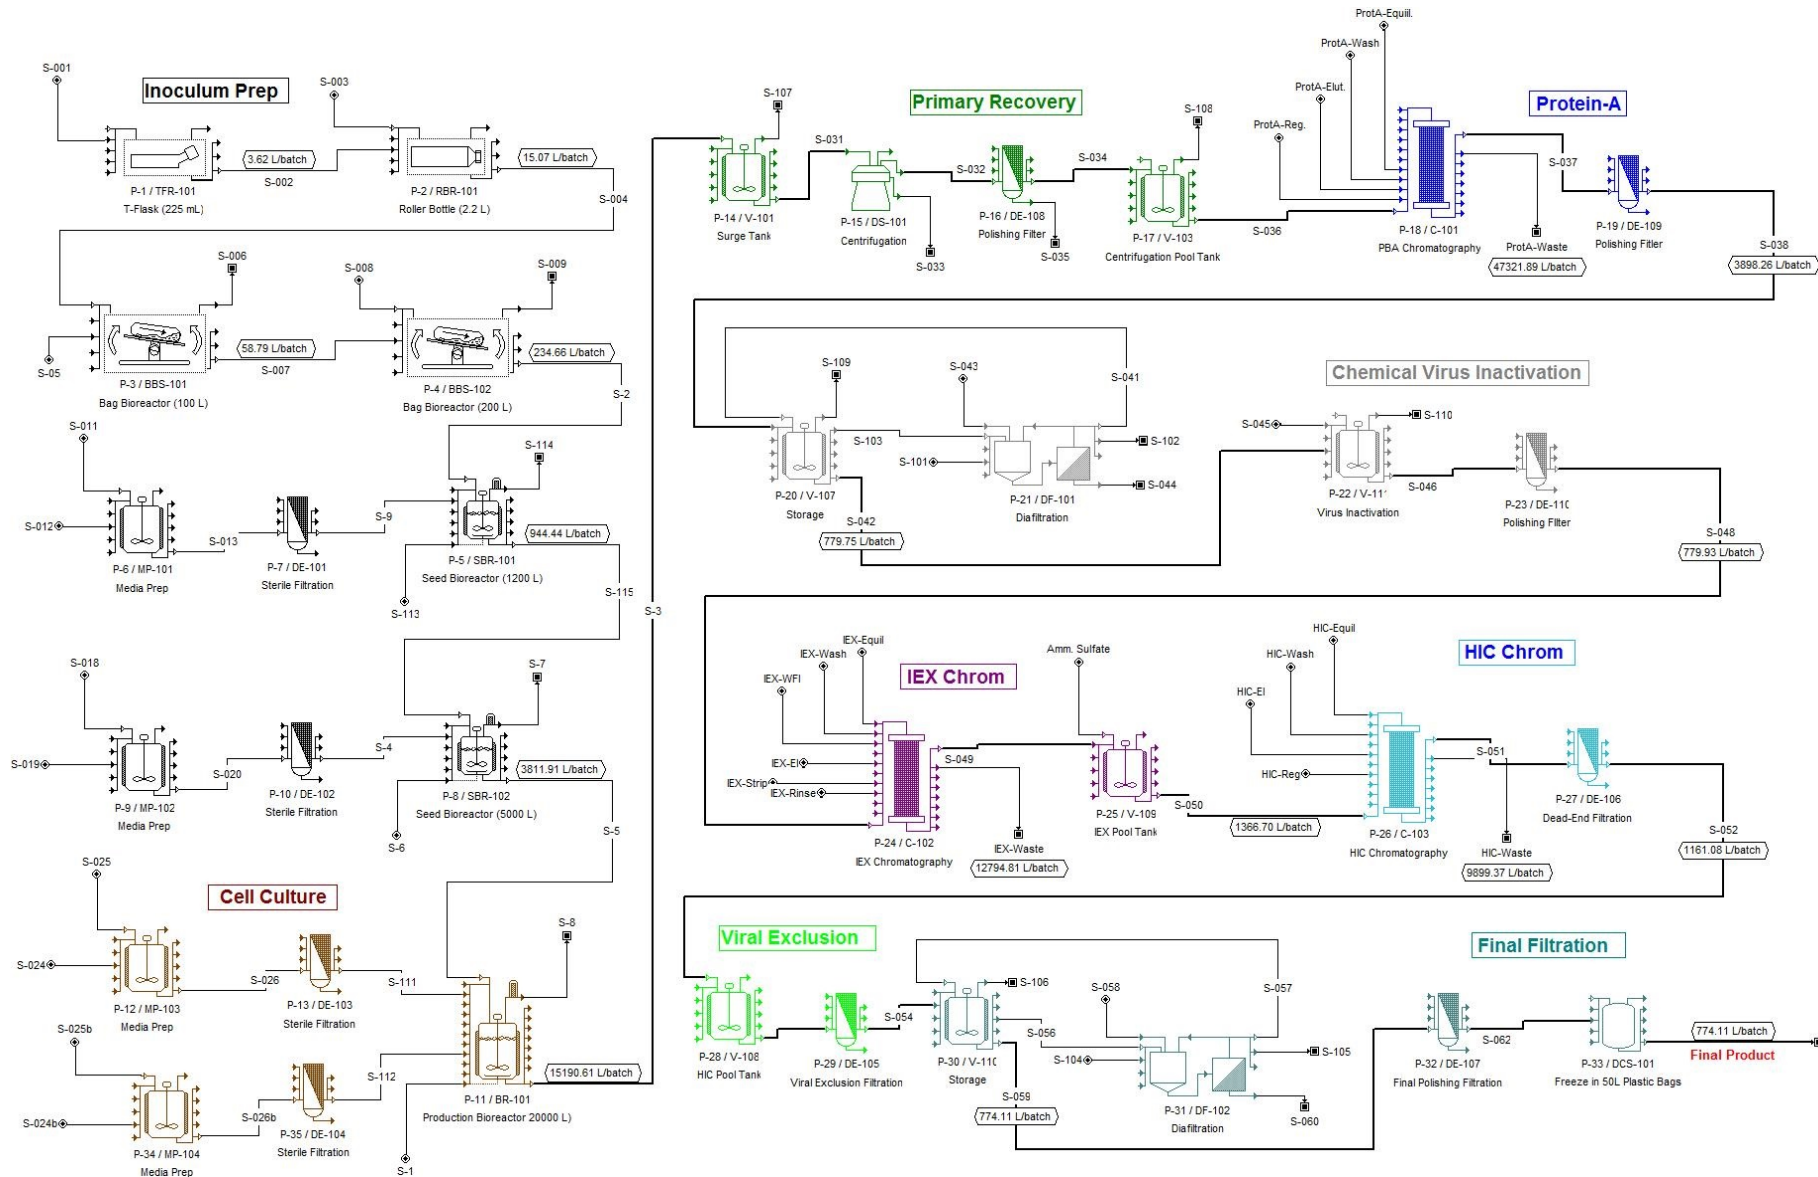 Inoculum Prep
S-001
S-003
3.62 L/batch
15.07 L/batch
P-1 / TFR-101
T-Flask (225 mL)
S-002
P-2 / RBR-101
Roller Bottle (2.2 L)
S-004
S-006
S-008
S-009
S-05
58.79 L/batch
234.66 L/batch
S-007
P-3 / BBS-101
Bag Bioreactor (100 L)
P-4 / BBS-102
Bag Bioreactor (200 L)
S-2
S-011
S-114
S-012
S-013
S-9
944.44 L/batch
P-6 / MP-101
Media Prep
P-7 / DE-101
Sterile Filtration
P-5 / SBR-101
Seed Bioreactor (1200 L)
S-113
S-115
S-3
S-018
S-7
S-019
S-020
S-4
3811.91 L/batch
P-9 / MP-102
Media Prep
P-10 / DE-102
Sterile Filtration
P-8 / SBR-102
Seed Bioreactor (5000 L)
S-6
S-5
Cell Culture
S-025
S-8
S-024
S-026
S-111
P-12 / MP-103
Media Prep
P-13 / DE-103
Sterile Filtration
S-025b
S-112
15190.61 L/batch
S-024b
S-026b
P-34 / MP-104
Media Prep
P-35 / DE-104
Sterile Filtration
P-11 / BR-101
Production Bioreactor 20000 L)
S-1
Primary Recovery
S-107
S-031
S-032
S-034
S-108
P-14 / V-101
Surge Tank
P-15 / DS-101
Centrifugation
S-033
P-16 / DE-108
Polishing Filter
S-035
P-17 / V-103
Centrifugation Pool Tank
S-036
Protein-A
ProtA-Equiil.
ProtA-Wash
ProtA-Elut.
ProtA-Reg.
S-037
P-18 / C-101
PBA Chromatography
ProtA-Waste
47321.89 L/batch
P-19 / DE-109
Polishing Fitler
S-038
3898.26 L/batch
S-109
S-043
S-041
S-103
S-101
S-102
S-044
P-20 / V-107
Storage
P-21 / DF-101
Diafiltration
S-042
779.75 L/batch
Chemical Virus Inactivation
S-045
S-110
P-22 / V-111
Virus Inactivation
S-046
P-23 / DE-110
Polishing FIlter
S-048
779.93 L/batch
IEX Chrom
IEX-Equil
IEX-Wash
IEX-WFI
IEX-El
IEX-Strip
IEX-Rinse
S-049
P-24 / C-102
IEX Chromatography
IEX-Waste
12794.81 L/batch
Amm. Sulfate
P-25 / V-109
IEX Pool Tank
S-050
1366.70 L/batch
HIC Chrom
HIC-Equil
HIC-Wash
HIC-El
HIC-Reg
S-051
P-26 / C-103
HIC Chromatography
HIC-Waste
9899.37 L/batch
P-27 / DE-106
Dead-End Filtration
S-052
1161.08 L/batch
Viral Exclusion
S-054
P-28 / V-108
HIC Pool Tank
P-29 / DE-105
Viral Exclusion Filtration
S-106
S-056
P-30 / V-110
Storage
S-059
774.11 L/batch
S-058
S-057
S-104
S-105
S-060
P-31 / DF-102
Diafiltration
Final Filtration
P-32 / DE-107
Final Polishing Filtration
S-062
P-33 / DCS-101
Freeze in 50L Plastic Bags
774.11 L/batch
Final Product